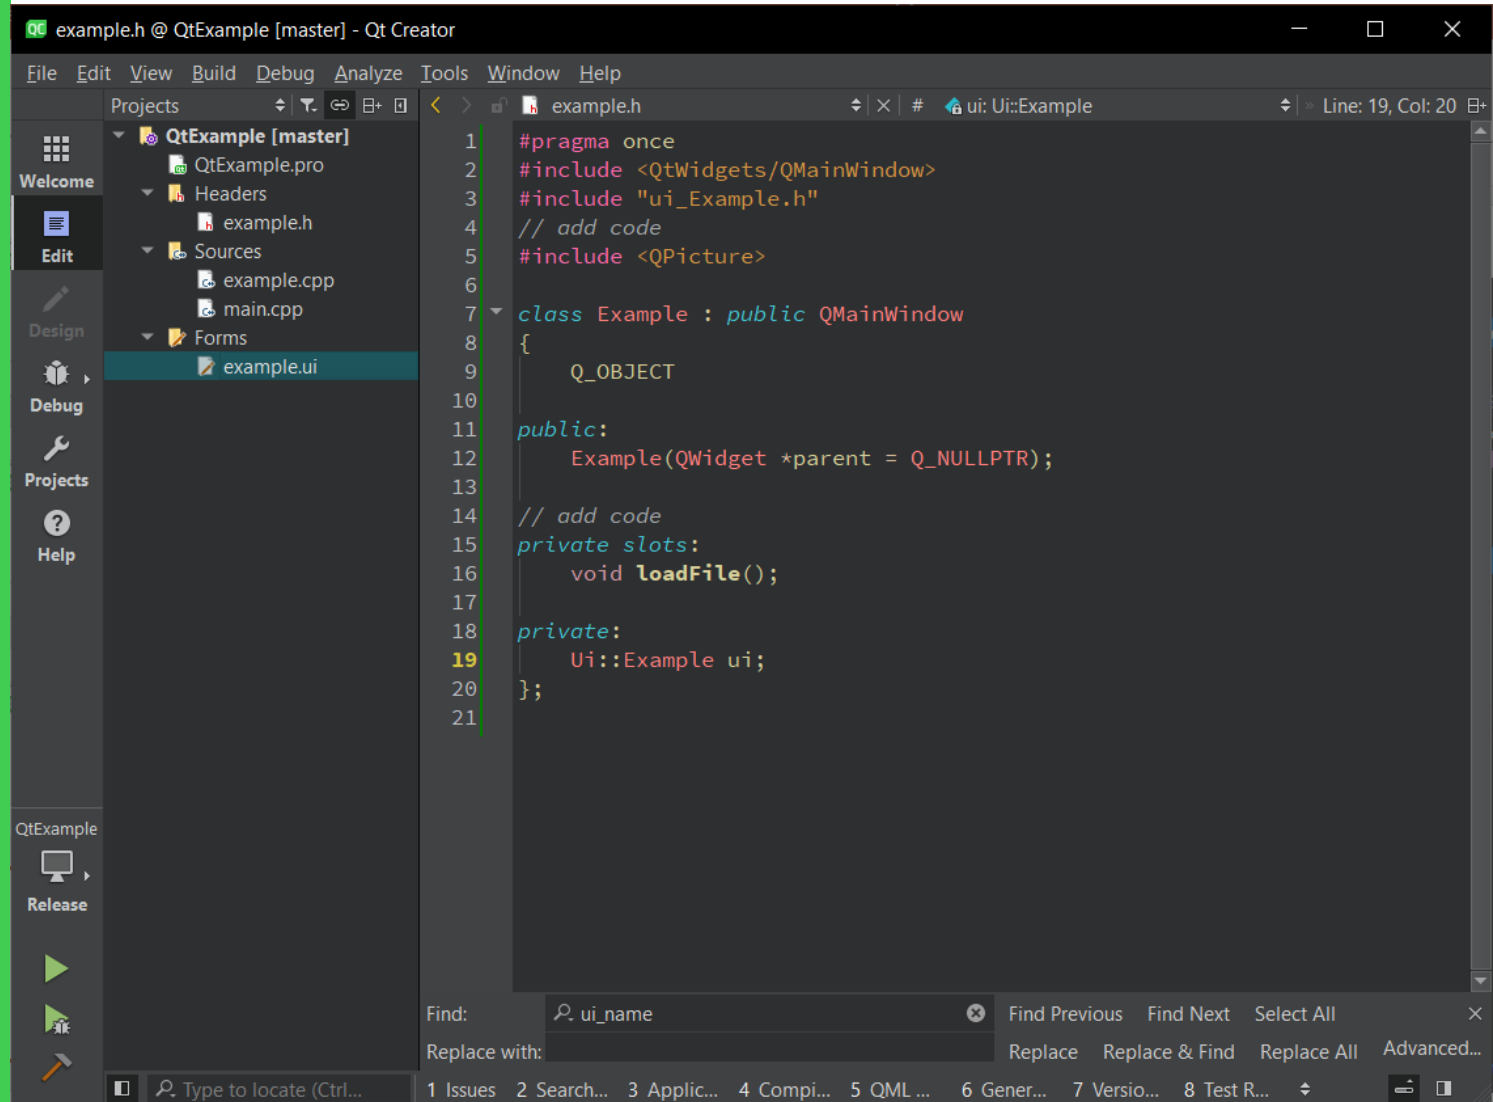 QC example.h @ QtExample [master] - Qt Creator
File Edit View Build Debug Analyze Tools Window Help
Projects
example.h
# ui: Ui::Example
Line: 19, Col: 20
Welcome
Edit
Design
Debug
Projects
Help
QtExample
Release
QtExample [master]
QtExample.pro
Headers
example.h
Sources
example.cpp
main.cpp
Forms
example.ui
1 #pragma once
2 #include <QtWidgets/QMainWindow>
3 #include "ui_Example.h"
4 // add code
5 #include <QPicture>
6
7 class Example : public QMainWindow
8 {
9 Q_OBJECT
10
11 public:
12 Example(QWidget *parent = Q_NULLPTR);
13
14 // add code
15 private slots:
16 void loadFile();
17
18 private:
19 Ui::Example ui;
20 };
21
Find: ui_name Find Previous Find Next Select All
Replace with: Replace Replace & Find Replace All Advanced...
Type to locate (Ctrl... 1 Issues 2 Search... 3 Applic... 4 Compi... 5 QML ... 6 Gener... 7 Versio... 8 Test R...